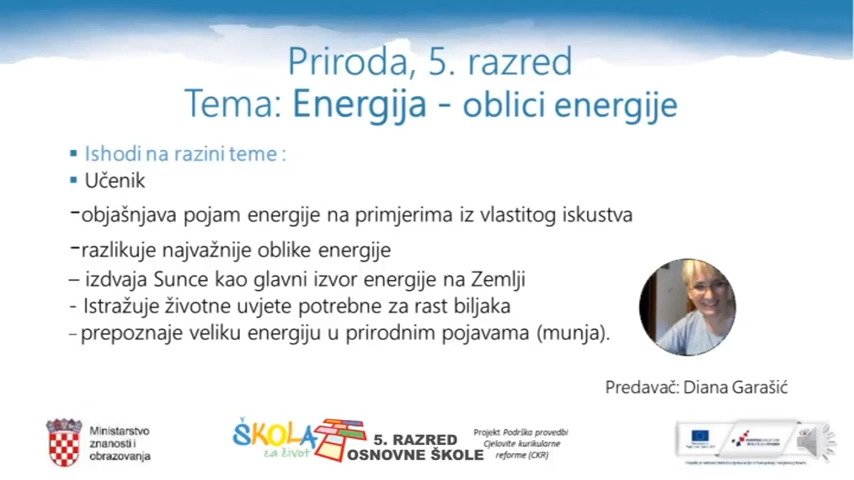 Priroda, 5. razred
Tema: Energija - oblici energije
▪ Ishodi na razini teme :
▪ Učenik
-objašnjava pojam energije na primjerima iz vlastitog iskustva
-razlikuje najvažnije oblike energije
– izdvaja Sunce kao glavni izvor energije na Zemlji
- Istražuje životne uvjete potrebne za rast biljaka
–prepoznaje veliku energiju u prirodnim pojavama (munja).
Predavač: Diana Garašić
Ministarstvo
znanosti i
obrazovanja
ŠKOLA
za život
5. RAZRED
OSNOVNE ŠKOLE
Projekt Podrška provedbi
Cjelovite kurikularne
reforme (CKR)